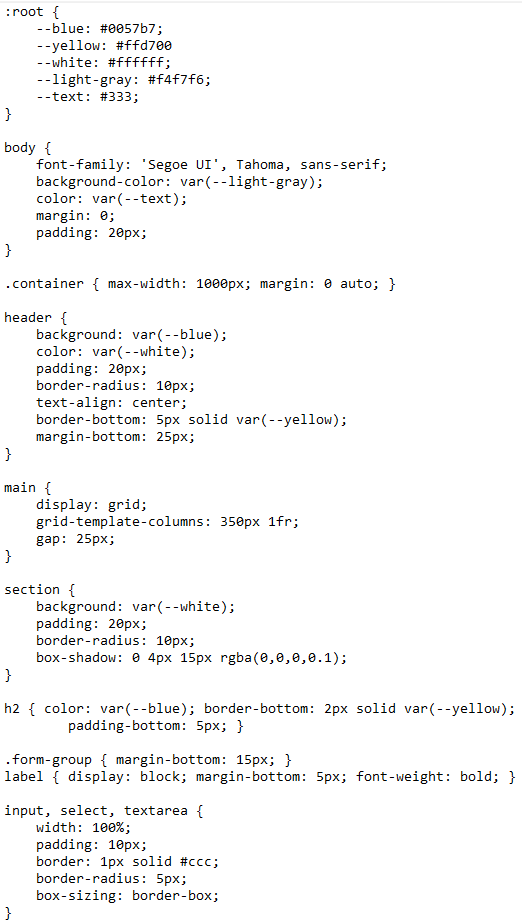 :root {
    --blue: #0057b7;
    --yellow: #ffd700
    --white: #ffffff;
    --light-gray: #f4f7f6;
    --text: #333;
}

body {
    font-family: 'Segoe UI', Tahoma, sans-serif;
    background-color: var(--light-gray);
    color: var(--text);
    margin: 0;
    padding: 20px;
}

.container { max-width: 1000px; margin: 0 auto; }

header {
    background: var(--blue);
    color: var(--white);
    padding: 20px;
    border-radius: 10px;
    text-align: center;
    border-bottom: 5px solid var(--yellow);
    margin-bottom: 25px;
}

main {
    display: grid;
    grid-template-columns: 350px 1fr;
    gap: 25px;
}

section {
    background: var(--white);
    padding: 20px;
    border-radius: 10px;
    box-shadow: 0 4px 15px rgba(0,0,0,0.1);
}

h2 { color: var(--blue); border-bottom: 2px solid var(--yellow);
        padding-bottom: 5px; }

.form-group { margin-bottom: 15px; }
label { display: block; margin-bottom: 5px; font-weight: bold; }

input, select, textarea {
    width: 100%;
    padding: 10px;
    border: 1px solid #ccc;
    border-radius: 5px;
    box-sizing: border-box;
}